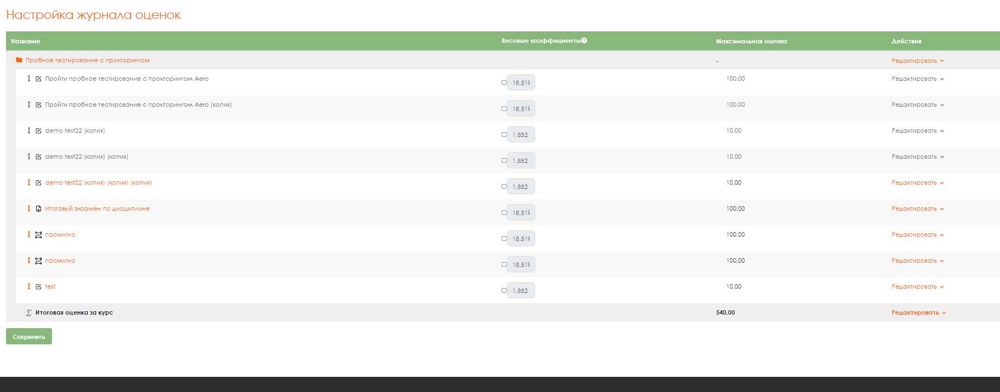 Настройка журнала оценок
Название Весовые коэффициенты Максимальная оценка Действия
Пробное тестирование с прокторингом - Редактировать
Пройти пробное тестирование с прокторингом Aero 18,519 100,00 Редактировать
Пройти пробное тестирование с прокторингом Aero (копия) 18,519 100,00 Редактировать
demo test22 (копия) 1,852 10,00 Редактировать
demo test22 (копия) (копия) 1,852 10,00 Редактировать
demo test22 (копия) (копия) (копия) 1,852 10,00 Редактировать
Итоговый экзамен по дисциплине 18,519 100,00 Редактировать
пасмлгно 18,519 100,00 Редактировать
пасмлгно 18,519 100,00 Редактировать
test 1,852 10,00 Редактировать
Итоговая оценка за курс 540,00 Редактировать
Сохранить